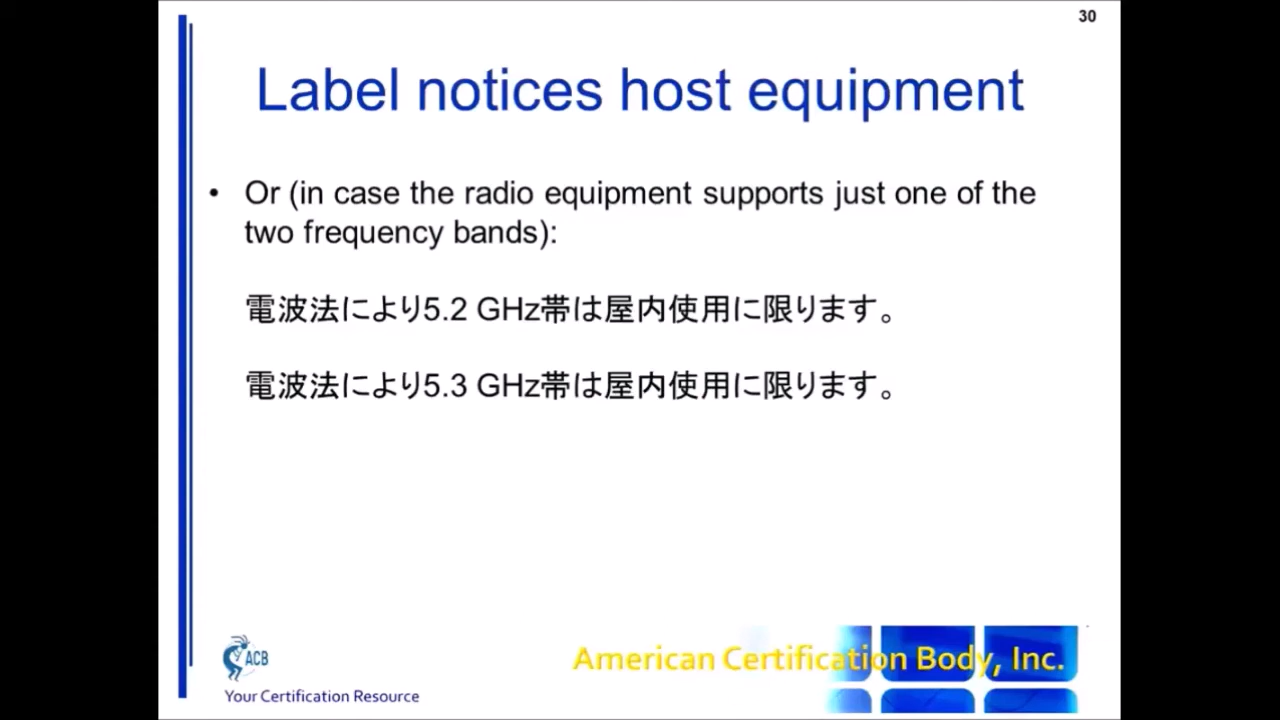 30
Label notices host equipment
• Or (in case the radio equipment supports just one of the
two frequency bands):
電波法により5.2 GHz帯は屋内使用に限ります。
電波法により5.3 GHz帯は屋内使用に限ります。
ACB
Your Certification Resource
American Certification Body, Inc.